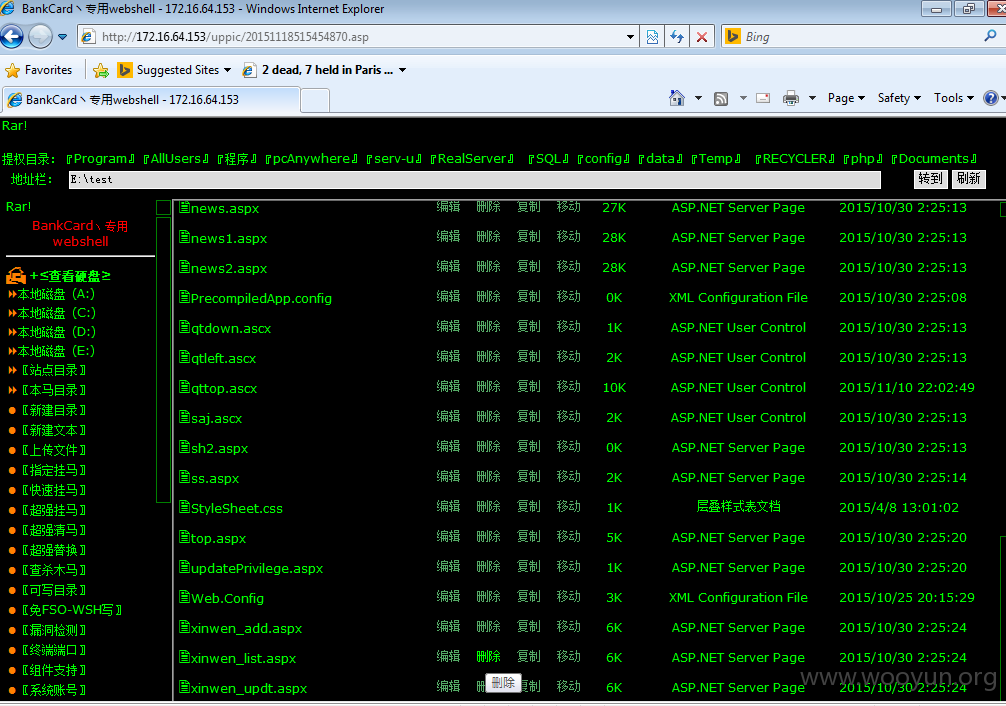 BankCard丶专用webshell - 172.16.64.153 - Windows Internet Explorer
http://172.16.64.153/uppic/20151118515454870.asp
Bing
Favorites
Suggested Sites
2 dead, 7 held in Paris ...
BankCard丶专用webshell - 172.16.64.153
Page
Safety
Tools
Rar!
提权目录: 『Program』 『AllUsers』 『程序』 『pcAnywhere』 『serv-u』 『RealServer』 『SQL』 『config』 『data』 『Temp』 『RECYCLER』 『php』 『Documents』
地址栏: E:\test 转到 刷新
Rar!
BankCard丶专用
webshell
+≤查看硬盘≥
本地磁盘 (A:)
本地磁盘 (C:)
本地磁盘 (D:)
本地磁盘 (E:)
〖站点目录〗
〖本马目录〗
〖新建目录〗
〖新建文本〗
〖上传文件〗
〖指定挂马〗
〖快速挂马〗
〖超强挂马〗
〖超强清马〗
〖超强替换〗
〖查杀木马〗
〖可写目录〗
〖免FSO-WSH写〗
〖漏洞检测〗
〖终端端口〗
〖组件支持〗
〖系统账号〗
news.aspx 编辑 删除 复制 移动 27K ASP.NET Server Page 2015/10/30 2:25:13
news1.aspx 编辑 删除 复制 移动 28K ASP.NET Server Page 2015/10/30 2:25:13
news2.aspx 编辑 删除 复制 移动 28K ASP.NET Server Page 2015/10/30 2:25:13
PrecompiledApp.config 编辑 删除 复制 移动 0K XML Configuration File 2015/10/30 2:25:08
qtdown.ascx 编辑 删除 复制 移动 1K ASP.NET User Control 2015/10/30 2:25:13
qtleft.ascx 编辑 删除 复制 移动 2K ASP.NET User Control 2015/10/30 2:25:13
qttop.ascx 编辑 删除 复制 移动 10K ASP.NET User Control 2015/11/10 22:02:49
saj.ascx 编辑 删除 复制 移动 2K ASP.NET User Control 2015/10/30 2:25:13
sh2.aspx 编辑 删除 复制 移动 0K ASP.NET Server Page 2015/10/30 2:25:13
ss.aspx 编辑 删除 复制 移动 2K ASP.NET Server Page 2015/10/30 2:25:14
StyleSheet.css 编辑 删除 复制 移动 1K 层叠样式表文档 2015/4/8 13:01:02
top.aspx 编辑 删除 复制 移动 5K ASP.NET Server Page 2015/10/30 2:25:20
updatePrivilege.aspx 编辑 删除 复制 移动 1K ASP.NET Server Page 2015/10/30 2:25:20
Web.Config 编辑 删除 复制 移动 3K XML Configuration File 2015/10/25 20:15:29
xinwen_add.aspx 编辑 删除 复制 移动 6K ASP.NET Server Page 2015/10/30 2:25:24
xinwen_list.aspx 编辑 删除 复制 移动 6K ASP.NET Server Page 2015/10/30 2:25:24
xinwen_updt.aspx 编辑 删除 复制 移动 6K ASP.NET Server Page 2015/10/30 2:25:24
删除
www.wooyun.org